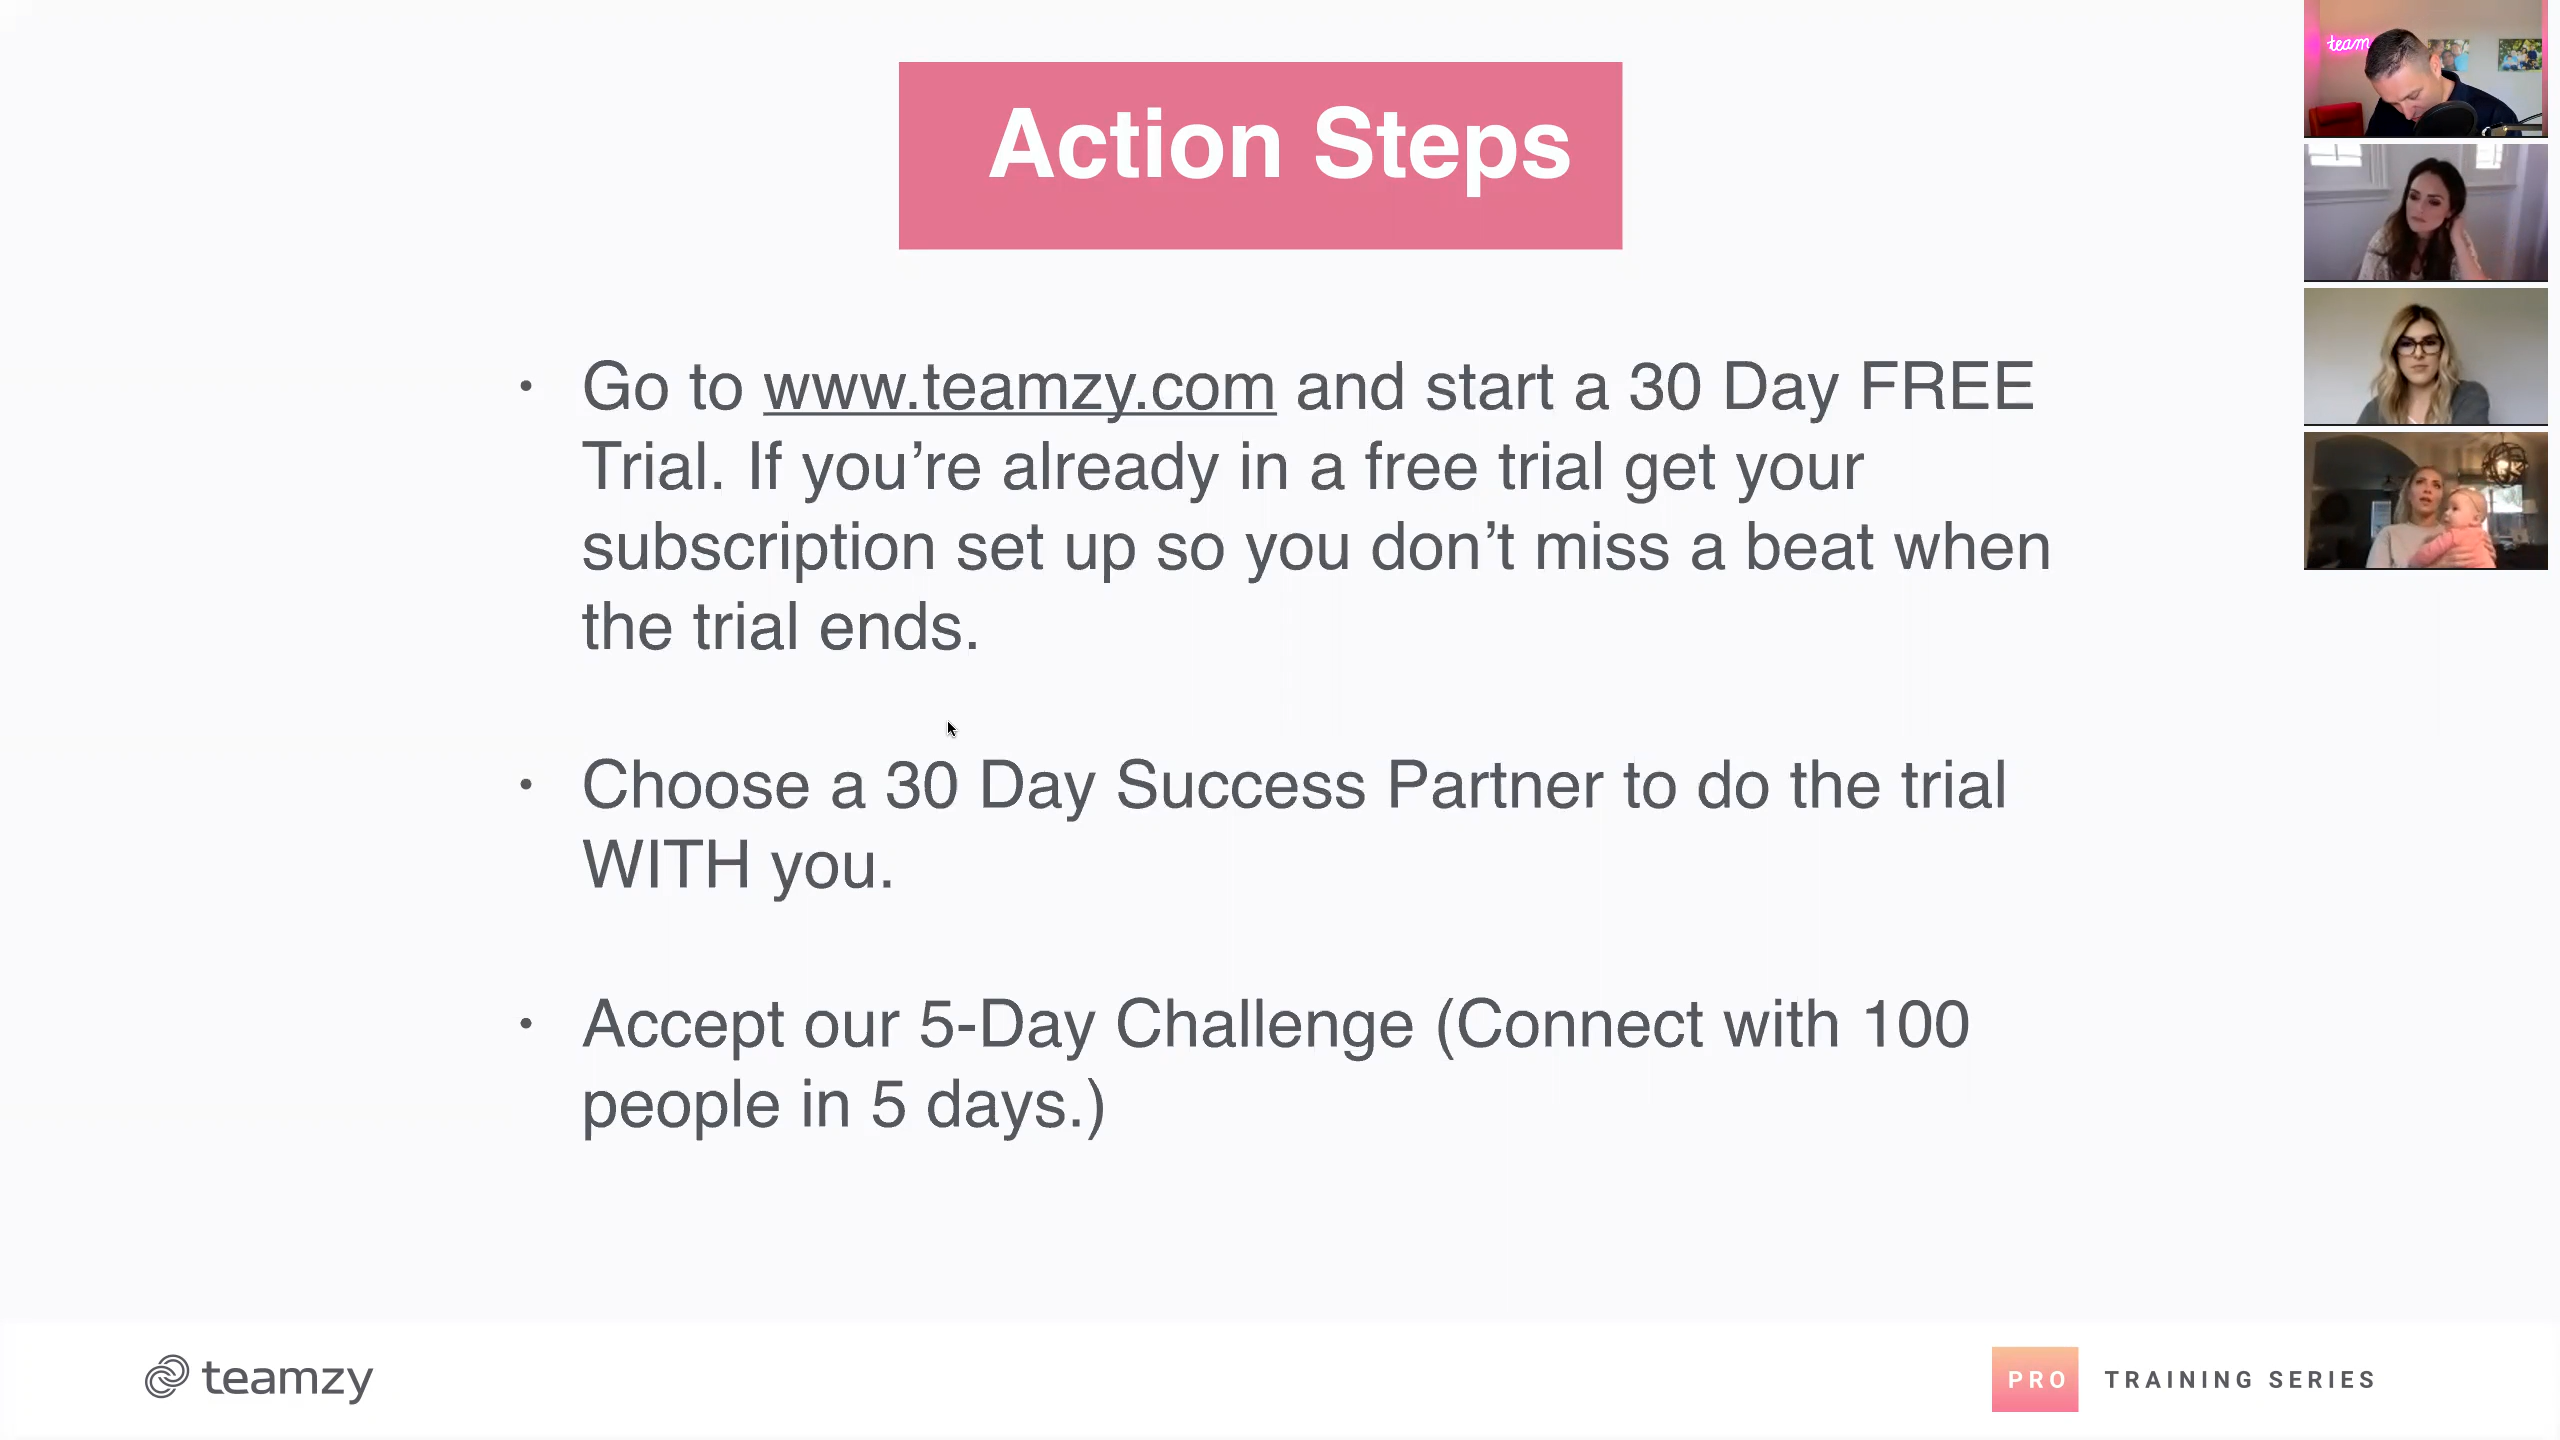 Action Steps
team
• Go to www.teamzy.com and start a 30 Day FREE
Trial. If you’re already in a free trial get your
subscription set up so you don’t miss a beat when
the trial ends.
• Choose a 30 Day Success Partner to do the trial
WITH you.
• Accept our 5-Day Challenge (Connect with 100
people in 5 days.)
teamzy
PRO TRAINING SERIES